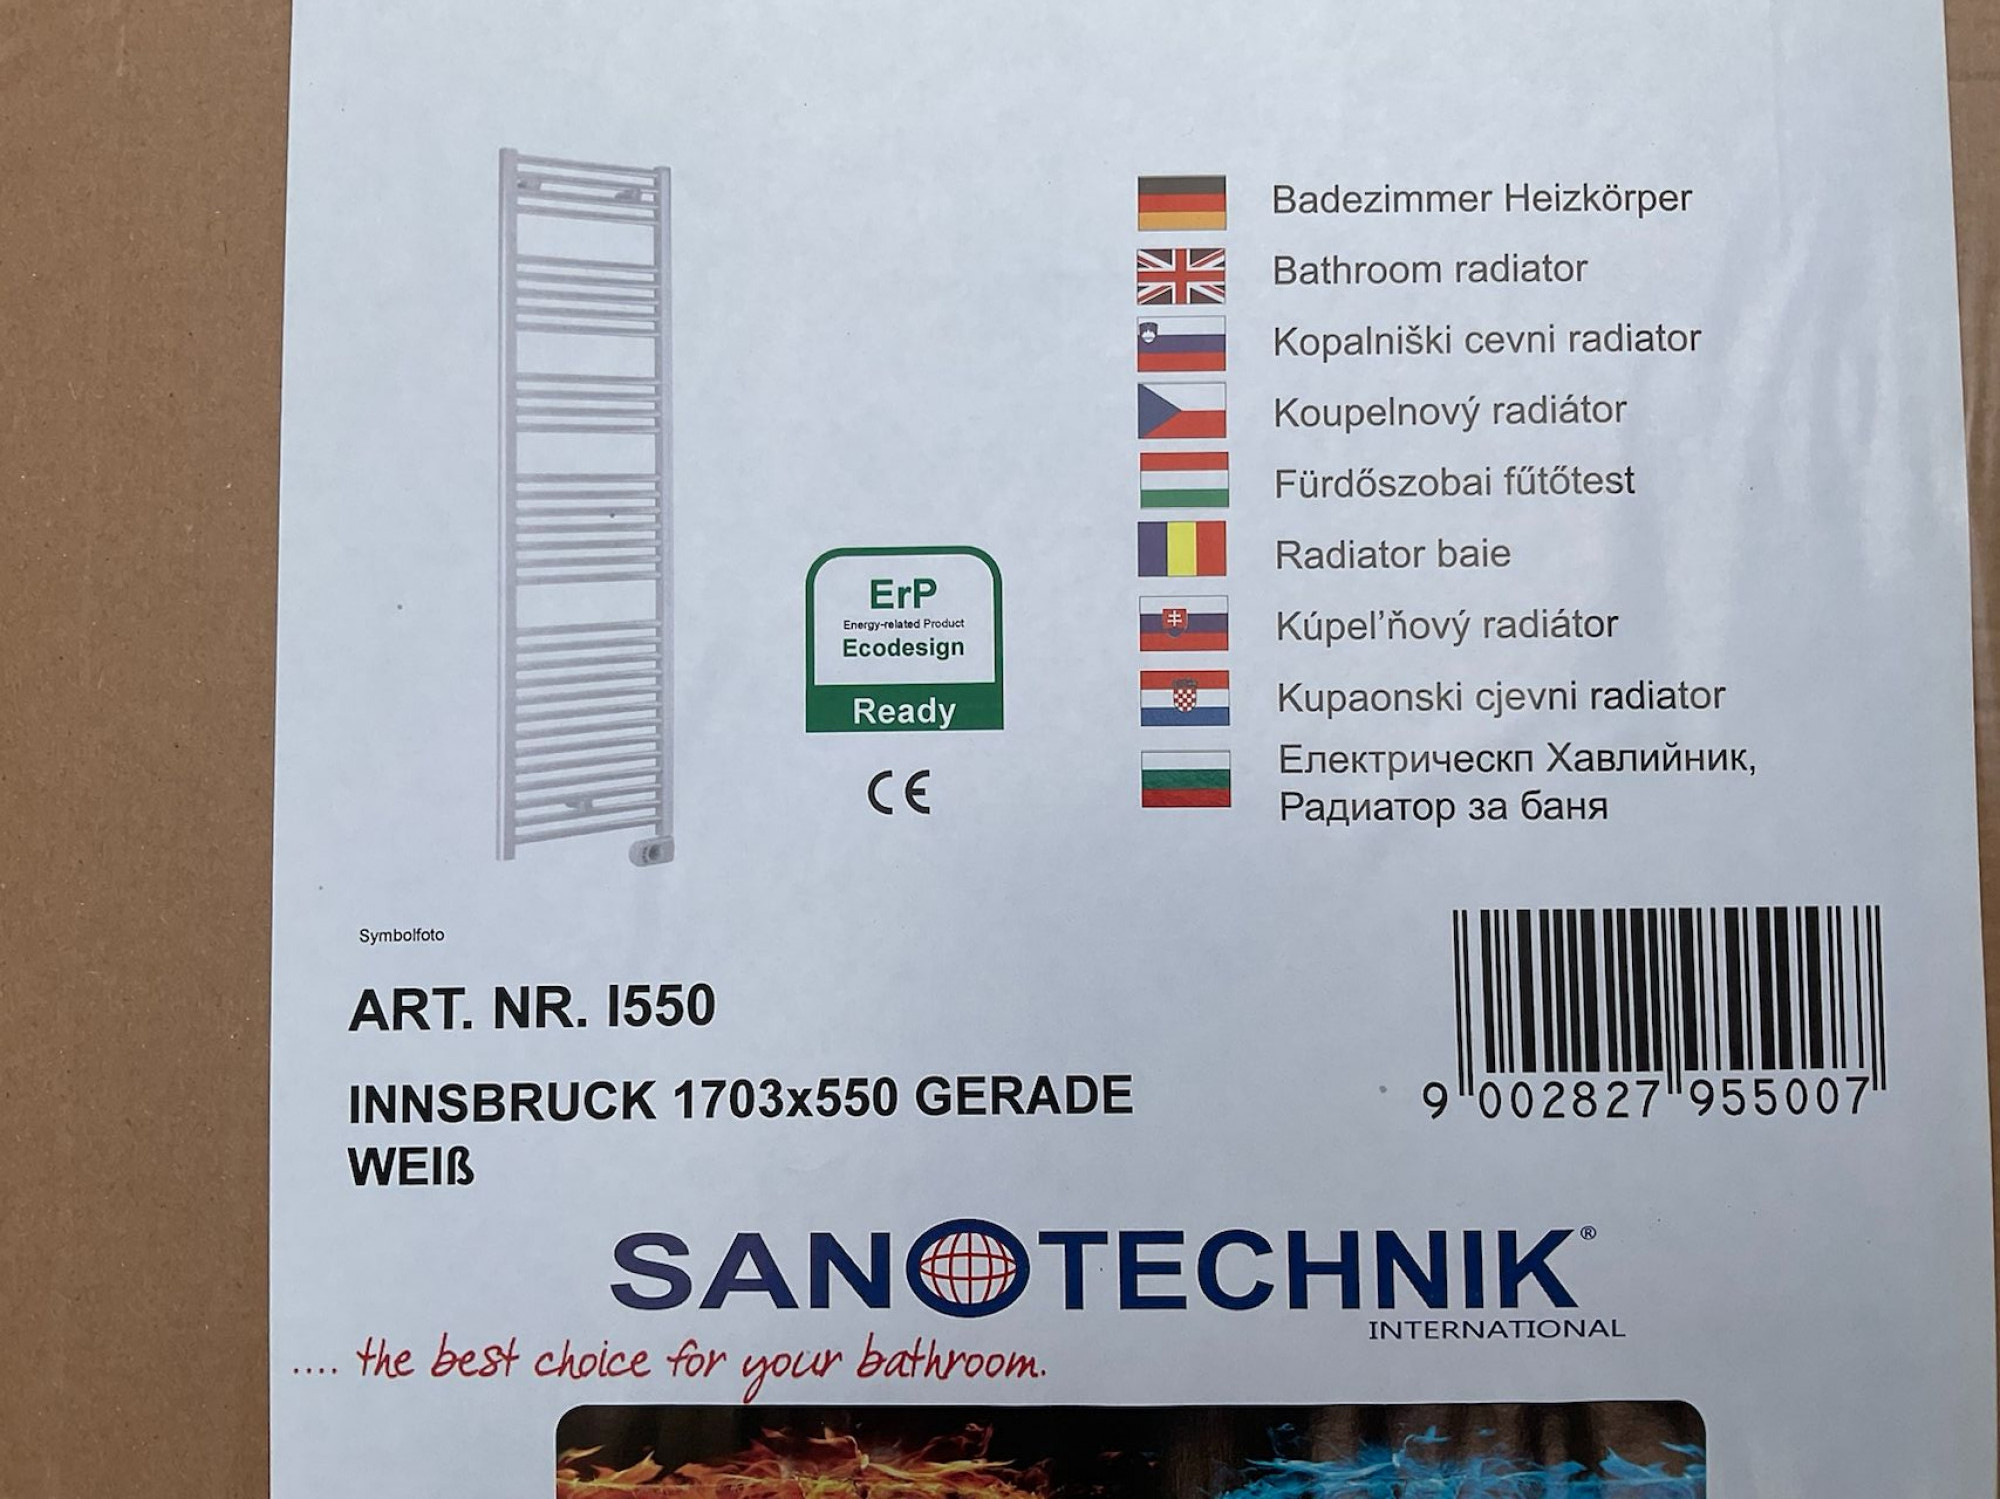 Badezimmer Heizkörper
Bathroom radiator
Kopalniški cevni radiator
Koupelnový radiátor
Fürdőszobai fűtőtest
Radiator baie
Kúpel’ňový radiátor
Kupaonski cjevni radiator
Електрическп Хавлийник,
Радиатор за баня
ErP
Energy-related Product
Ecodesign
Ready
CE
Symbolfoto
ART. NR. I550
INNSBRUCK 1703x550 GERADE
WEIß
9 002827 955007
SANOTECHNIK®
INTERNATIONAL
.... the best choice for your bathroom.